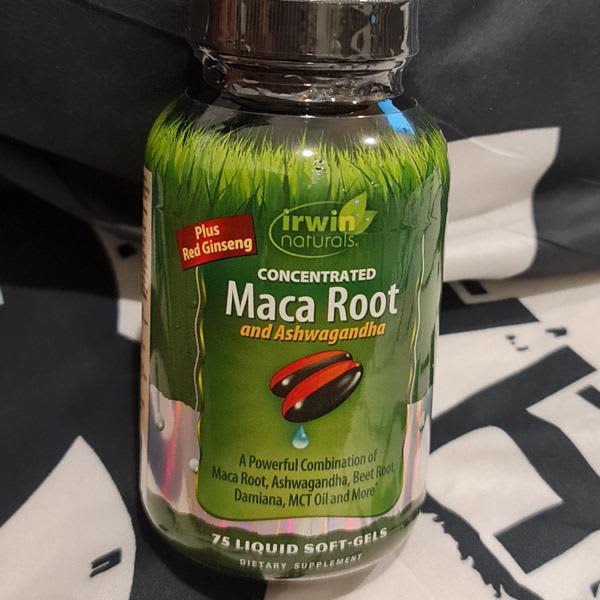 irwin
naturals®
Plus
Red Ginseng
CONCENTRATED
Maca Root
and Ashwagandha
A Powerful Combination of
Maca Root, Ashwagandha, Beet Root,
Damiana, MCT Oil and More
75 LIQUID SOFT-GELS
DIETARY SUPPLEMENT